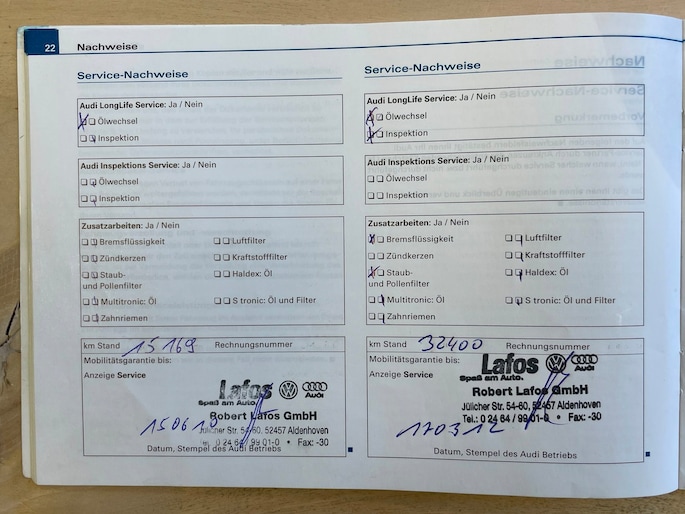 22 Nachweise
Service-Nachweise
Audi LongLife Service: Ja / Nein
Ölwechsel
Inspektion
Audi Inspektions Service: Ja / Nein
Ölwechsel
Inspektion
Zusatzarbeiten: Ja / Nein
Bremsflüssigkeit Luftfilter
Zündkerzen Kraftstofffilter
Staub- Haldex: Öl
und Pollenfilter
Multitronic: Öl S tronic: Öl und Filter
Zahnriemen
km Stand 15169 Rechnungsnummer
Mobilitätsgarantie bis:
Anzeige Service
Lafos Audi
Spaß am Auto.
Robert Lafos GmbH
150610 Jülicher Str. 54-60, 52457 Aldenhoven
Tel.: 0 24 64 / 99 01-0 • Fax: -30
Datum, Stempel des Audi Betriebs
Service-Nachweise
Audi LongLife Service: Ja / Nein
Ölwechsel
Inspektion
Audi Inspektions Service: Ja / Nein
Ölwechsel
Inspektion
Zusatzarbeiten: Ja / Nein
Bremsflüssigkeit Luftfilter
Zündkerzen Kraftstofffilter
Staub- Haldex: Öl
und Pollenfilter
Multitronic: Öl S tronic: Öl und Filter
Zahnriemen
km Stand 32400 Rechnungsnummer
Mobilitätsgarantie bis:
Lafos Audi
Anzeige Service Spaß am Auto.
Robert Lafos GmbH
Jülicher Str. 54-60, 52457 Aldenhoven
Tel.: 0 24 64 / 99 01-0 • Fax: -30
170312
Datum, Stempel des Audi Betriebs